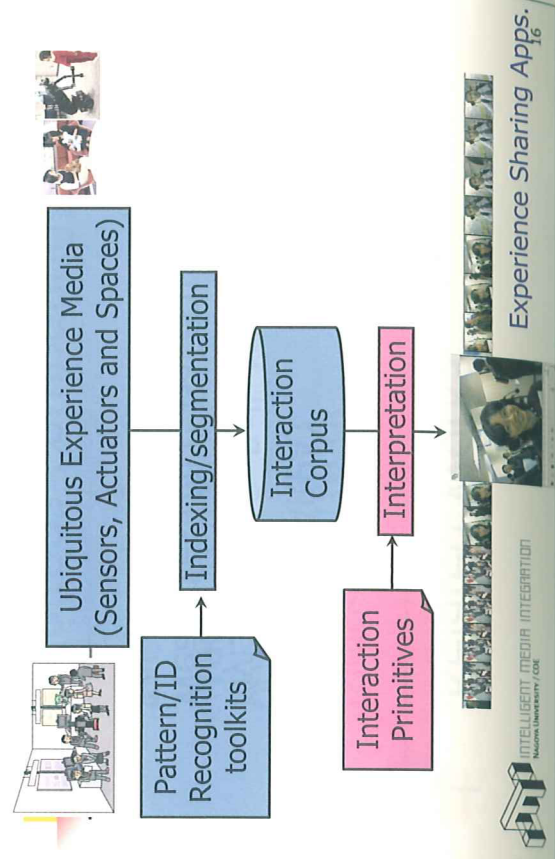 Ubiquitous Experience Media
(Sensors, Actuators and Spaces)
Pattern/ID
Recognition
toolkits
Indexing/segmentation
Interaction
Corpus
Interaction
Primitives
Interpretation
INTELLIGENT MEDIA INTEGRATION
NAGOYA UNIVERSITY / COE
Experience Sharing Apps.
16